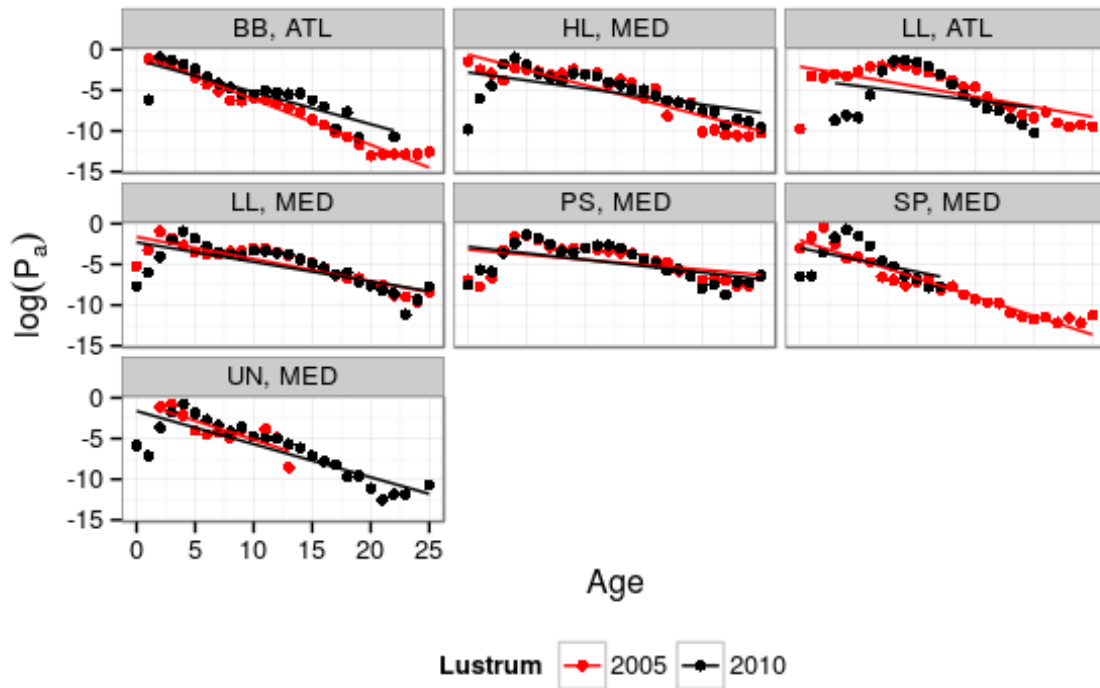 BB, ATL HL, MED LL, ATL
0
-5
-10
-15
LL, MED PS, MED SP, MED
0
-5
-10
-15
log(Pa)
UN, MED
0
-5
-10
-15
0 5 10 15 20 25
Age
Lustrum 2005 2010